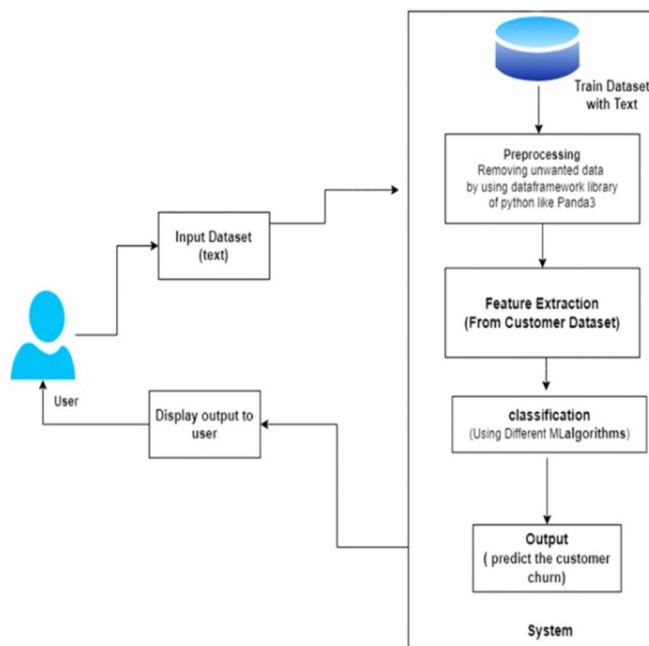 Train Dataset
with Text
Preprocessing
Removing unwanted data
by using dataframework library
of python like Panda3
Input Dataset
(text)
Feature Extraction
(From Customer Dataset)
User
Display output to
user
classification
(Using Different MLalgorithms)
Output
( predict the customer
churn)
System